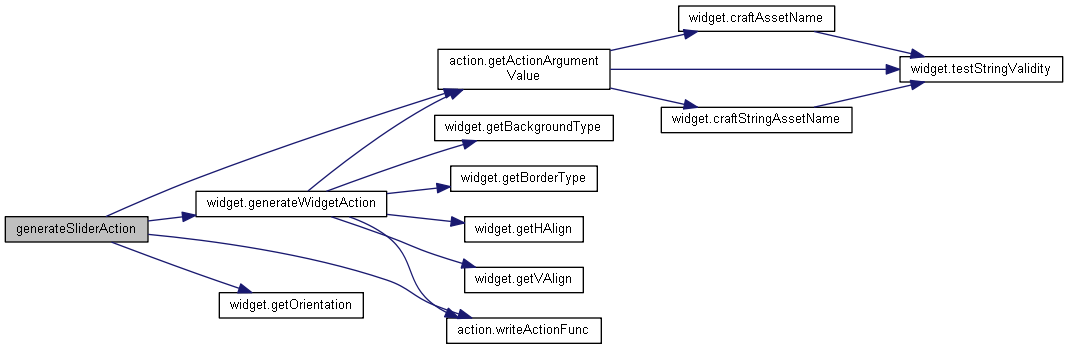 generateSliderAction
widget.generateWidgetAction
widget.getOrientation
action.getActionArgument
Value
widget.getBackgroundType
widget.getBorderType
widget.getHAlign
widget.getVAlign
action.writeActionFunc
widget.craftAssetName
widget.craftStringAssetName
widget.testStringValidity